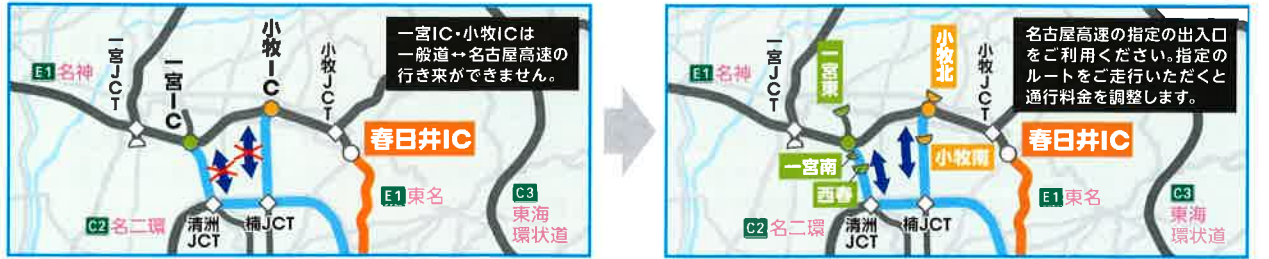 一宮IC・小牧ICは
一般道↔名古屋高速の
行き来ができません。
小牧IC
一宮JCT
小牧JCT
一宮IC
E1 名神
春日井IC
E1 東名
C3
東海
環状道
C2 名二環
清洲
JCT
楠JCT
名古屋高速の指定の出入口
をご利用ください。指定の
ルートをご走行いただくと
通行料金を調整します。
小牧北
一宮JCT
一宮東
小牧JCT
E1 名神
春日井IC
小牧南
一宮南
西春
E1 東名
C3
東海
環状道
C2 名二環
清洲
JCT
楠JCT